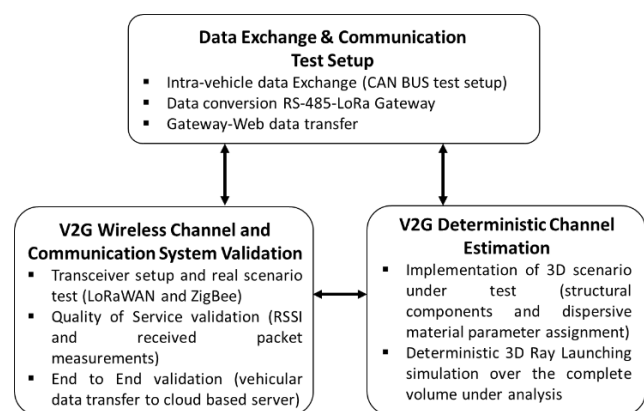 Data Exchange & Communication
Test Setup
▪ Intra-vehicle data Exchange (CAN BUS test setup)
▪ Data conversion RS-485-LoRa Gateway
▪ Gateway-Web data transfer
V2G Wireless Channel and
Communication System Validation
▪ Transceiver setup and real scenario
test (LoRaWAN and ZigBee)
▪ Quality of Service validation (RSSI
and received packet
measurements)
▪ End to End validation (vehicular
data transfer to cloud based server)
V2G Deterministic Channel
Estimation
▪ Implementation of 3D scenario
under test (structural
components and dispersive
material parameter assignment)
▪ Deterministic 3D Ray Launching
simulation over the complete
volume under analysis